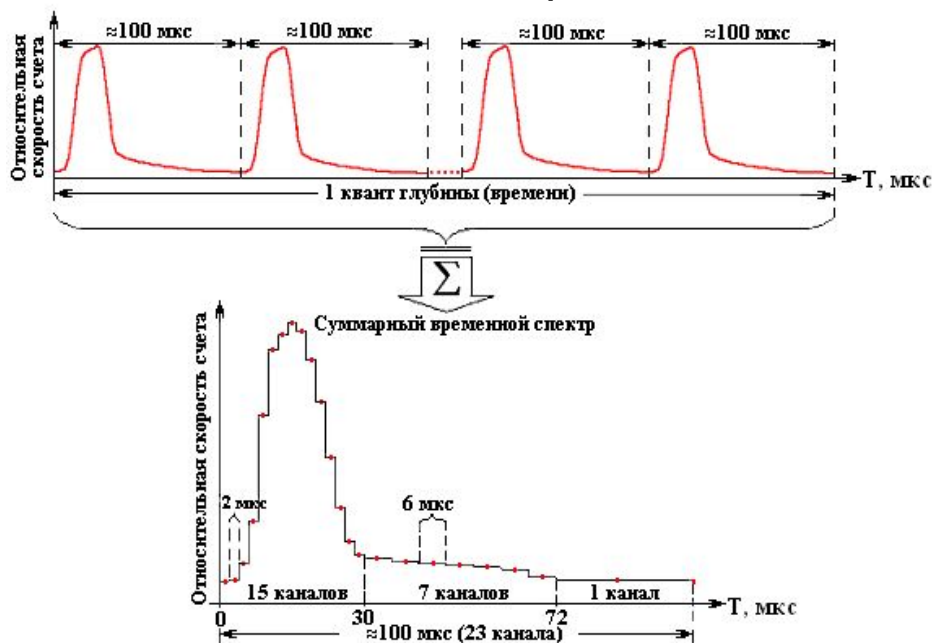 ≈100 мкс
≈100 мкс
≈100 мкс
≈100 мкс
Относительная
скорость счета
Т, мкс
1 квант глубины (времени)
Σ
Суммарный временной спектр
Относительная скорость счета
2 мкс
6 мкс
15 каналов
7 каналов
1 канал
0
30
72
Т, мкс
≈100 мкс (23 канала)